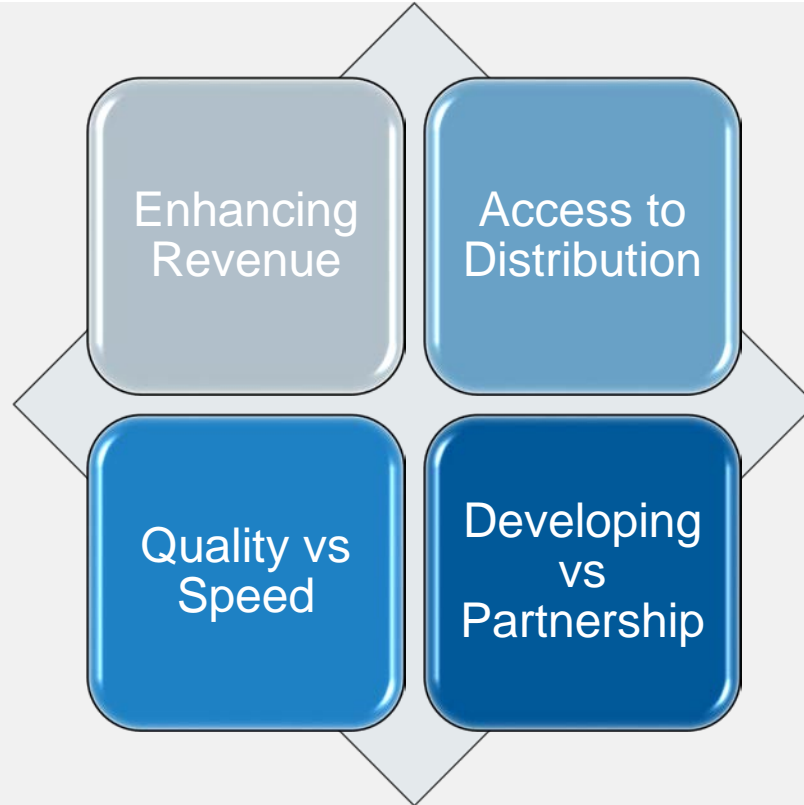 Enhancing
Revenue
Access to
Distribution
Quality vs
Speed
Developing
vs
Partnership